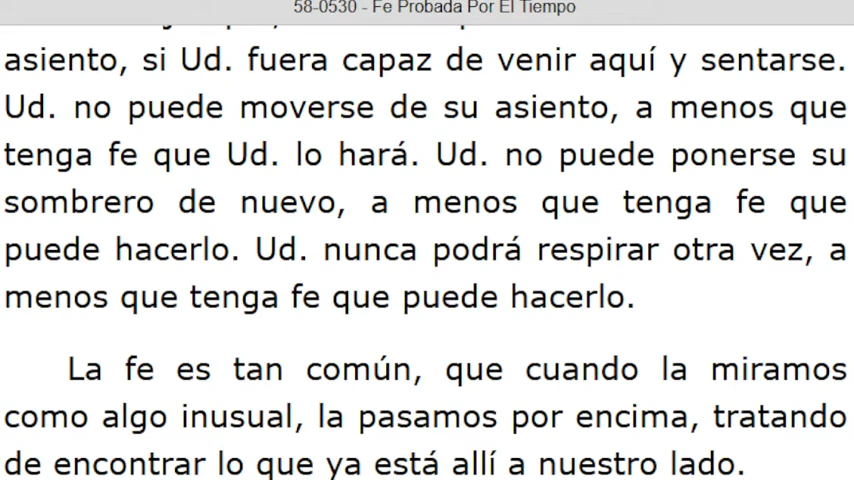 58-0530 - Fe Probada Por El Tiempo
asiento, si Ud. fuera capaz de venir aquí y sentarse.
Ud. no puede moverse de su asiento, a menos que
tenga fe que Ud. lo hará. Ud. no puede ponerse su
sombrero de nuevo, a menos que tenga fe que
puede hacerlo. Ud. nunca podrá respirar otra vez, a
menos que tenga fe que puede hacerlo.
La fe es tan común, que cuando la miramos
como algo inusual, la pasamos por encima, tratando
de encontrar lo que ya está allí a nuestro lado.